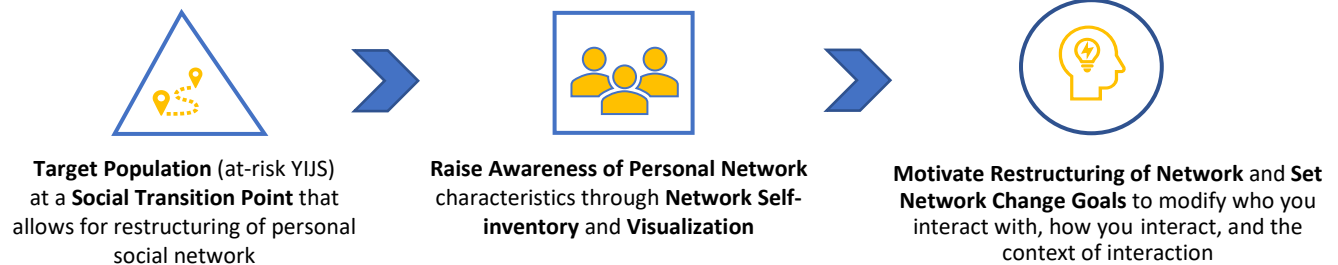 Target Population (at-risk YIJS)
at a Social Transition Point that
allows for restructuring of personal
social network
Raise Awareness of Personal Network
characteristics through Network Self-
inventory and Visualization
Motivate Restructuring of Network and Set
Network Change Goals to modify who you
interact with, how you interact, and the
context of interaction